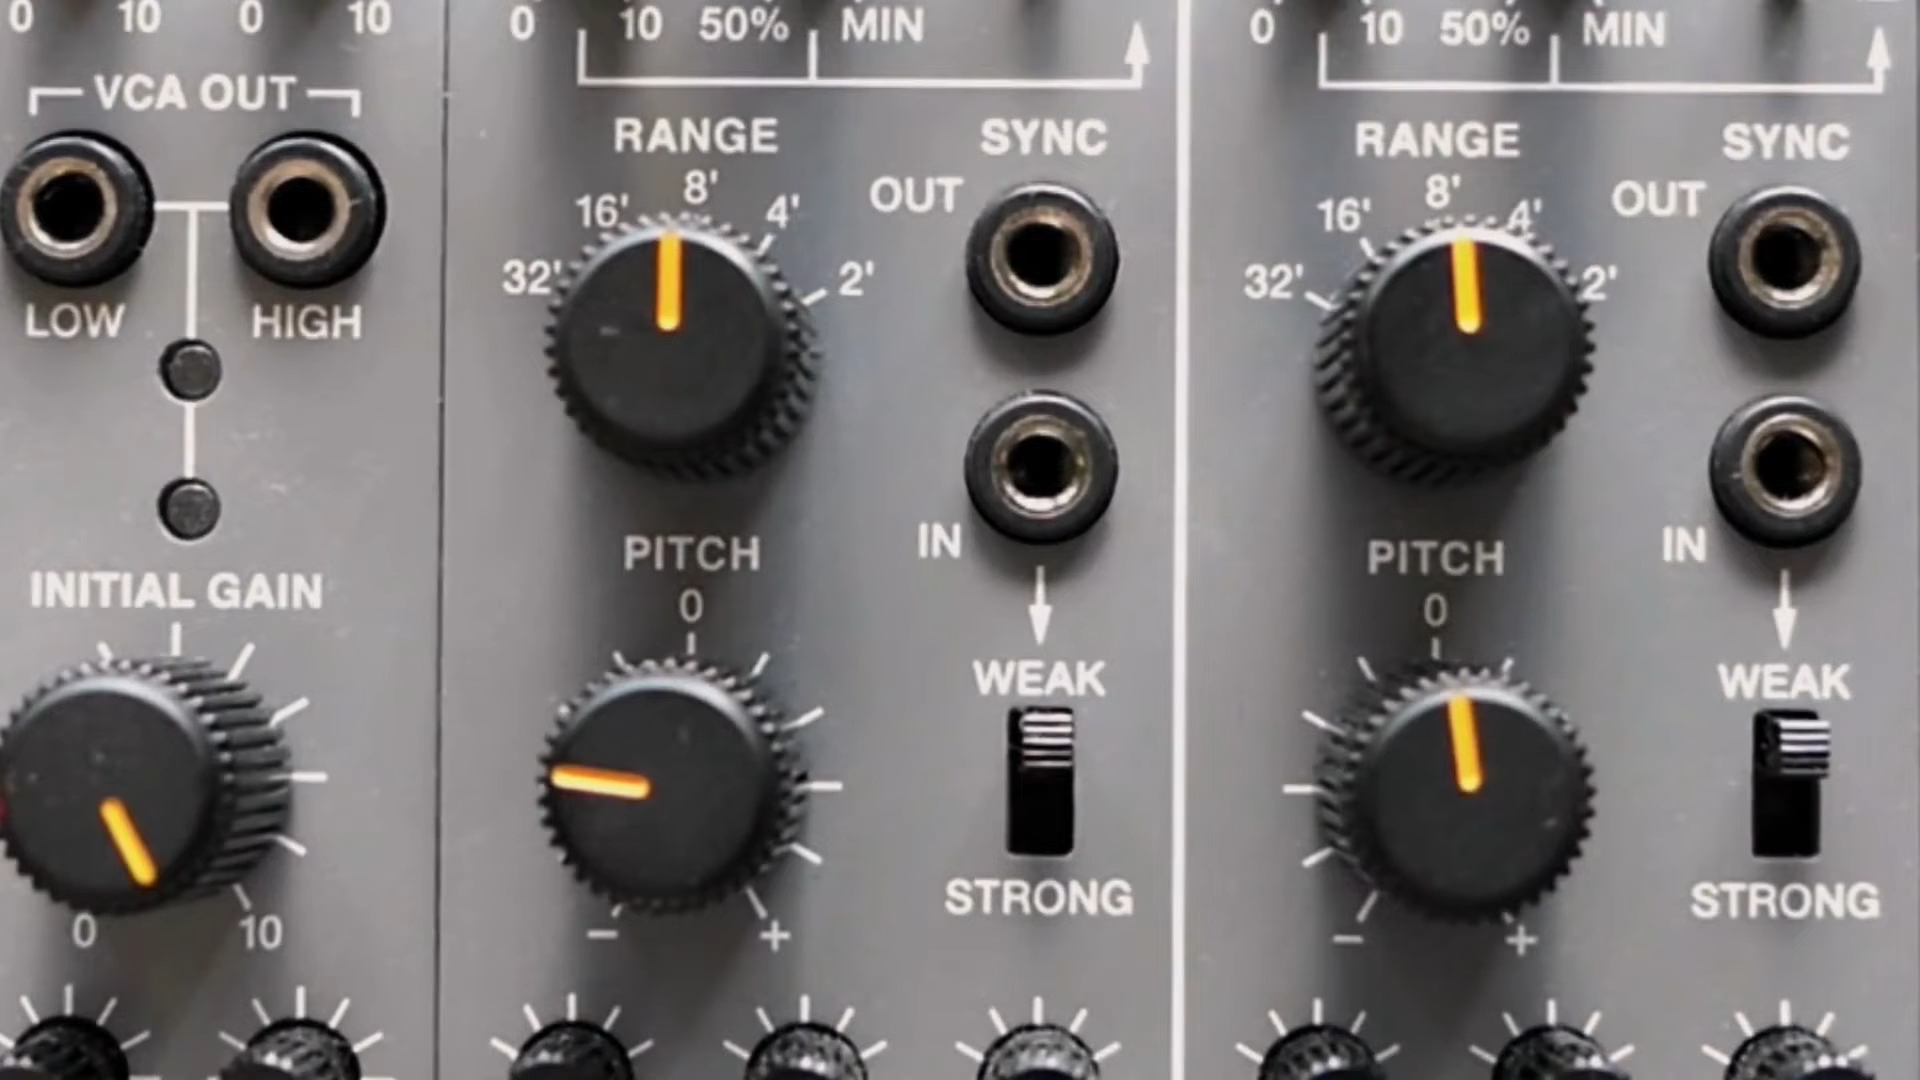 0 10 0 10
VCA OUT
LOW HIGH
INITIAL GAIN
0 10
0 10 50% MIN
RANGE
32' 16' 8' 4' 2'
SYNC
OUT
IN
PITCH
0
- +
WEAK
STRONG
0 10 50% MIN
RANGE
32' 16' 8' 4' 2'
SYNC
OUT
IN
PITCH
0
- +
WEAK
STRONG